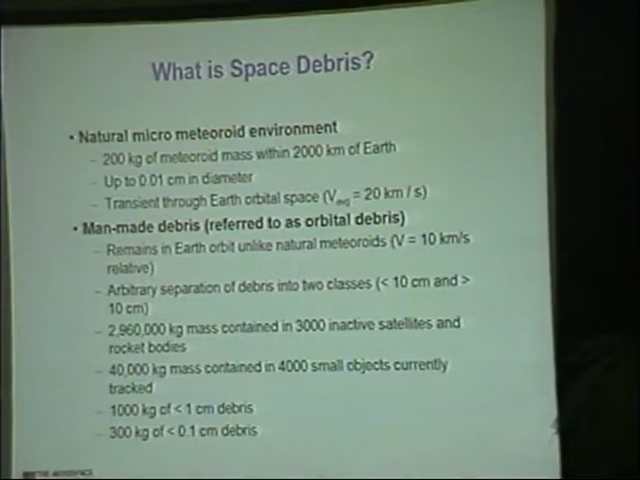 What is Space Debris?
• Natural micro meteoroid environment
– 200 kg of meteoroid mass within 2000 km of Earth
– Up to 0.01 cm in diameter
– Transient through Earth orbital space (Vavg = 20 km / s)
• Man-made debris (referred to as orbital debris)
– Remains in Earth orbit unlike natural meteoroids (V = 10 km/s
relative)
– Arbitrary separation of debris into two classes (< 10 cm and >
10 cm)
– 2,960,000 kg mass contained in 3000 inactive satellites and
rocket bodies
– 40,000 kg mass contained in 4000 small objects currently
tracked
– 1000 kg of < 1 cm debris
– 300 kg of < 0.1 cm debris
THE AEROSPACE